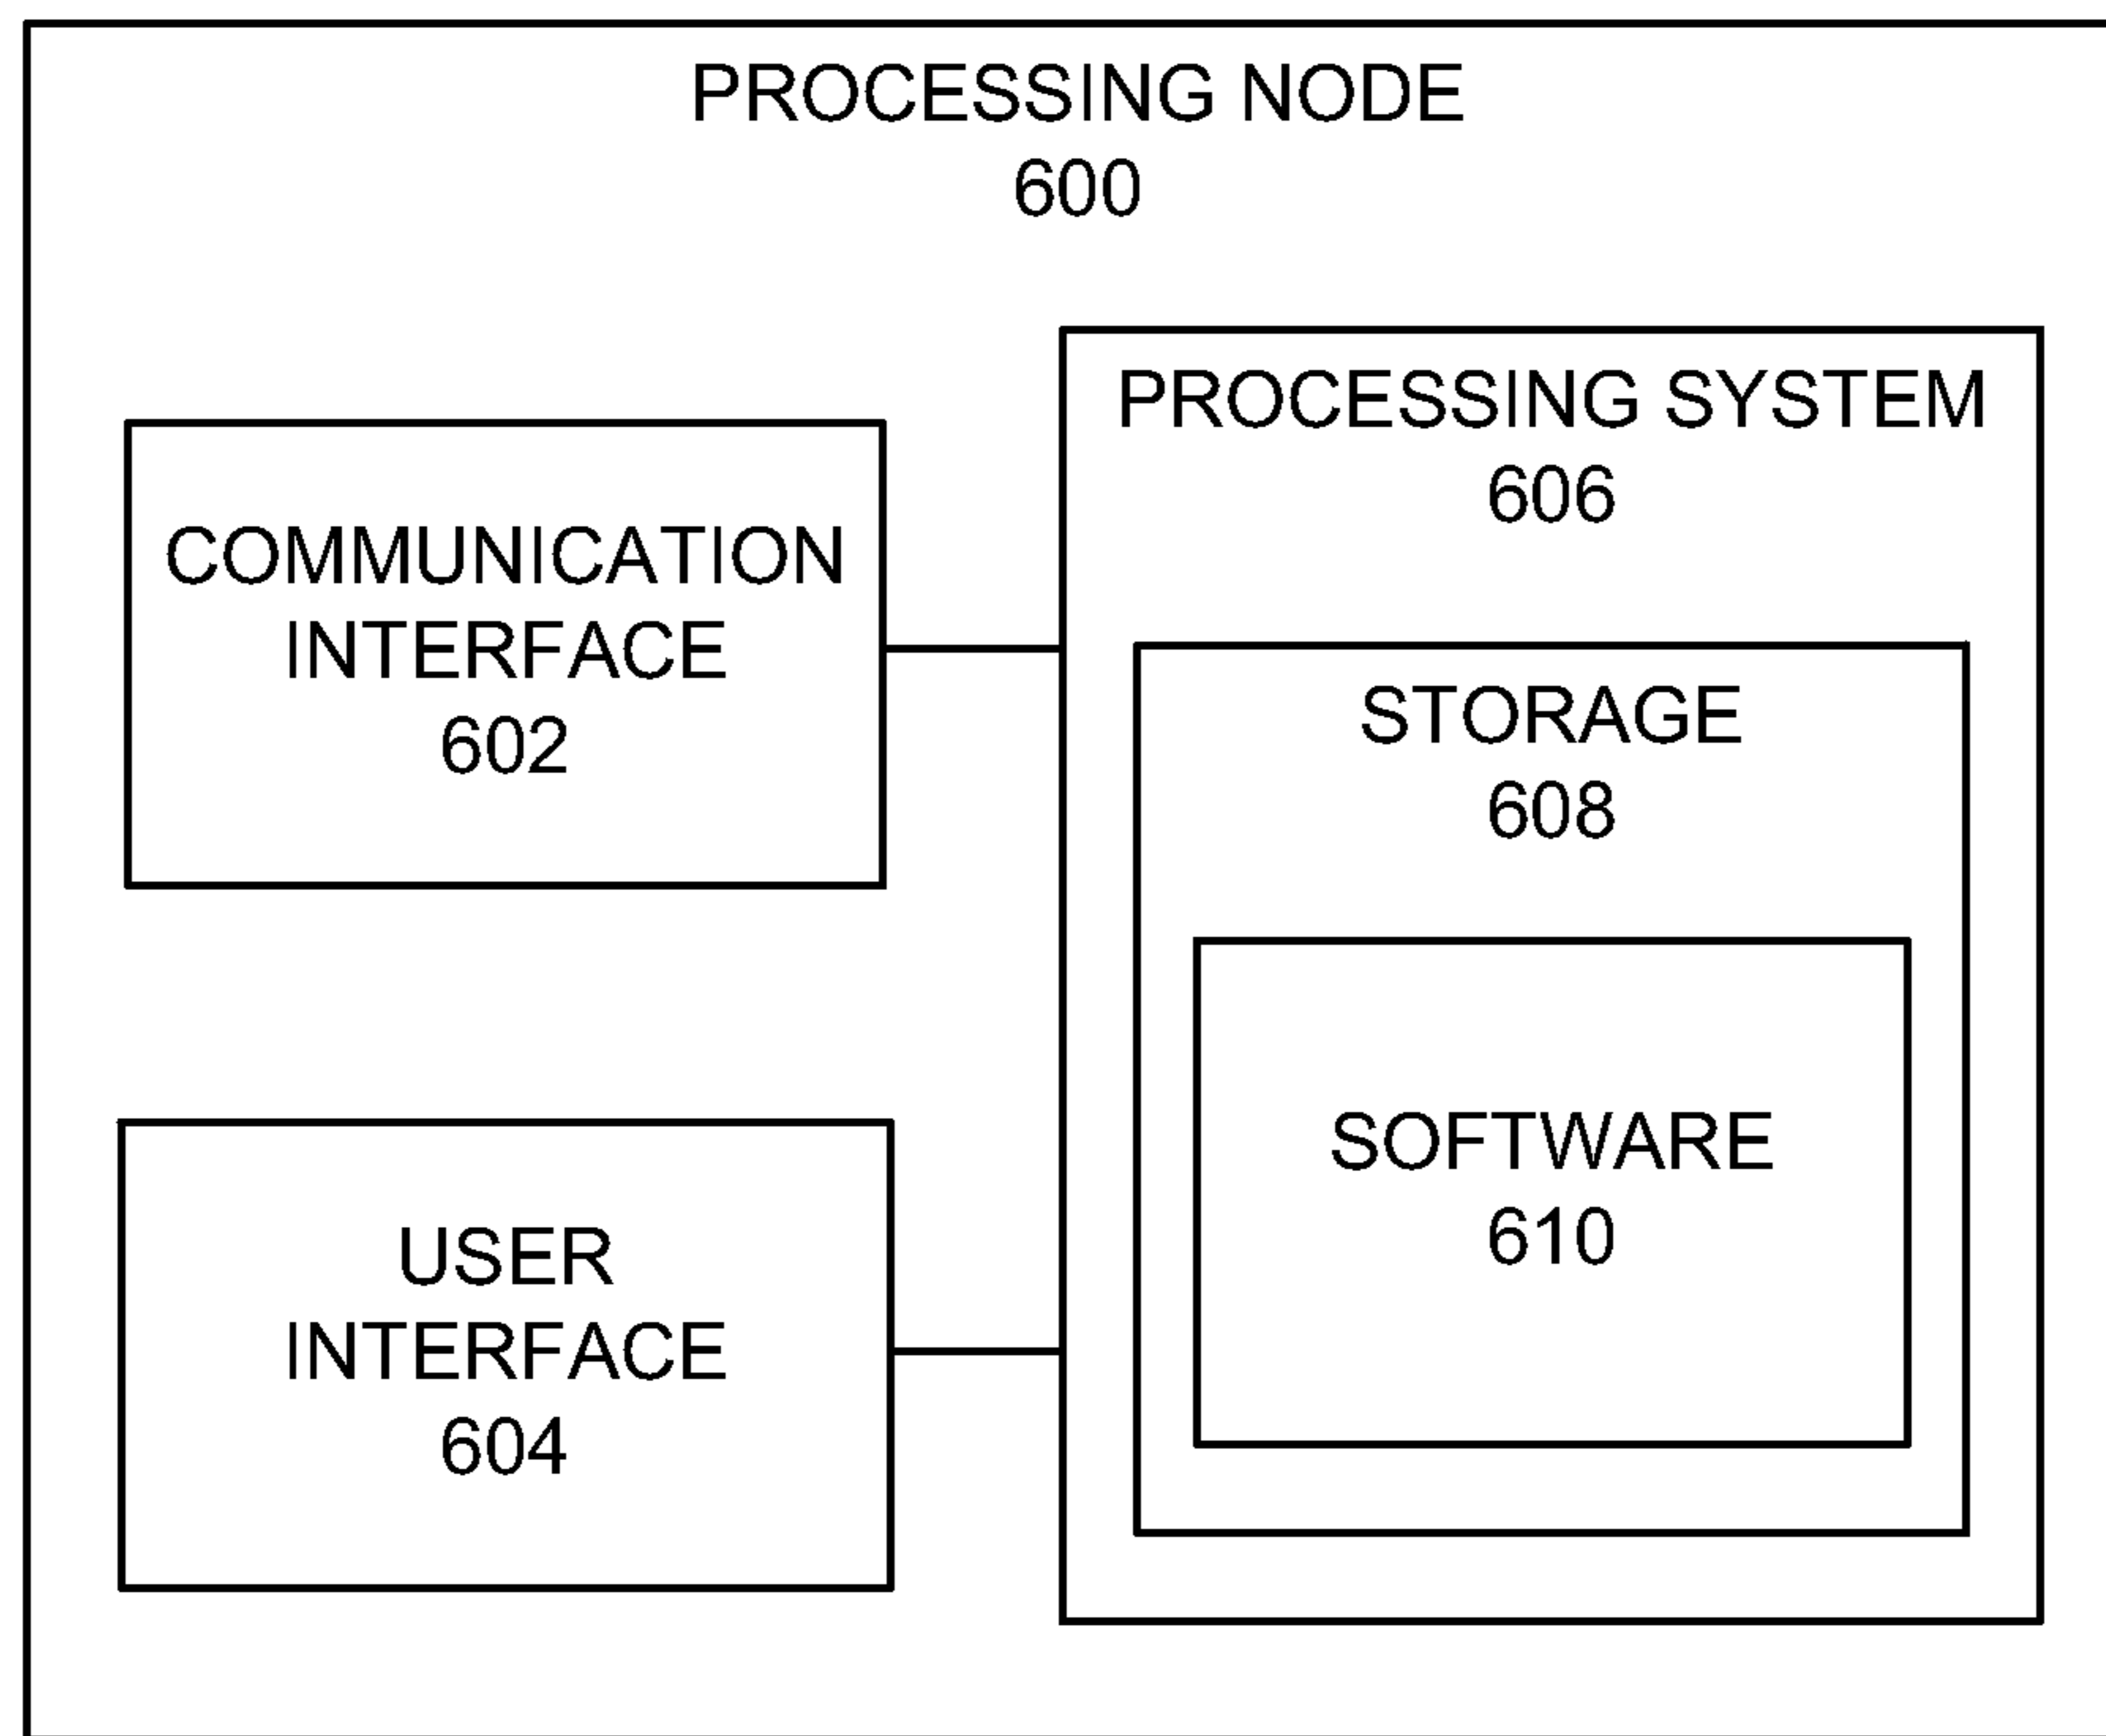 PROCESSING NODE
600
COMMUNICATION
INTERFACE
602
USER
INTERFACE
604
PROCESSING SYSTEM
606
STORAGE
608
SOFTWARE
610